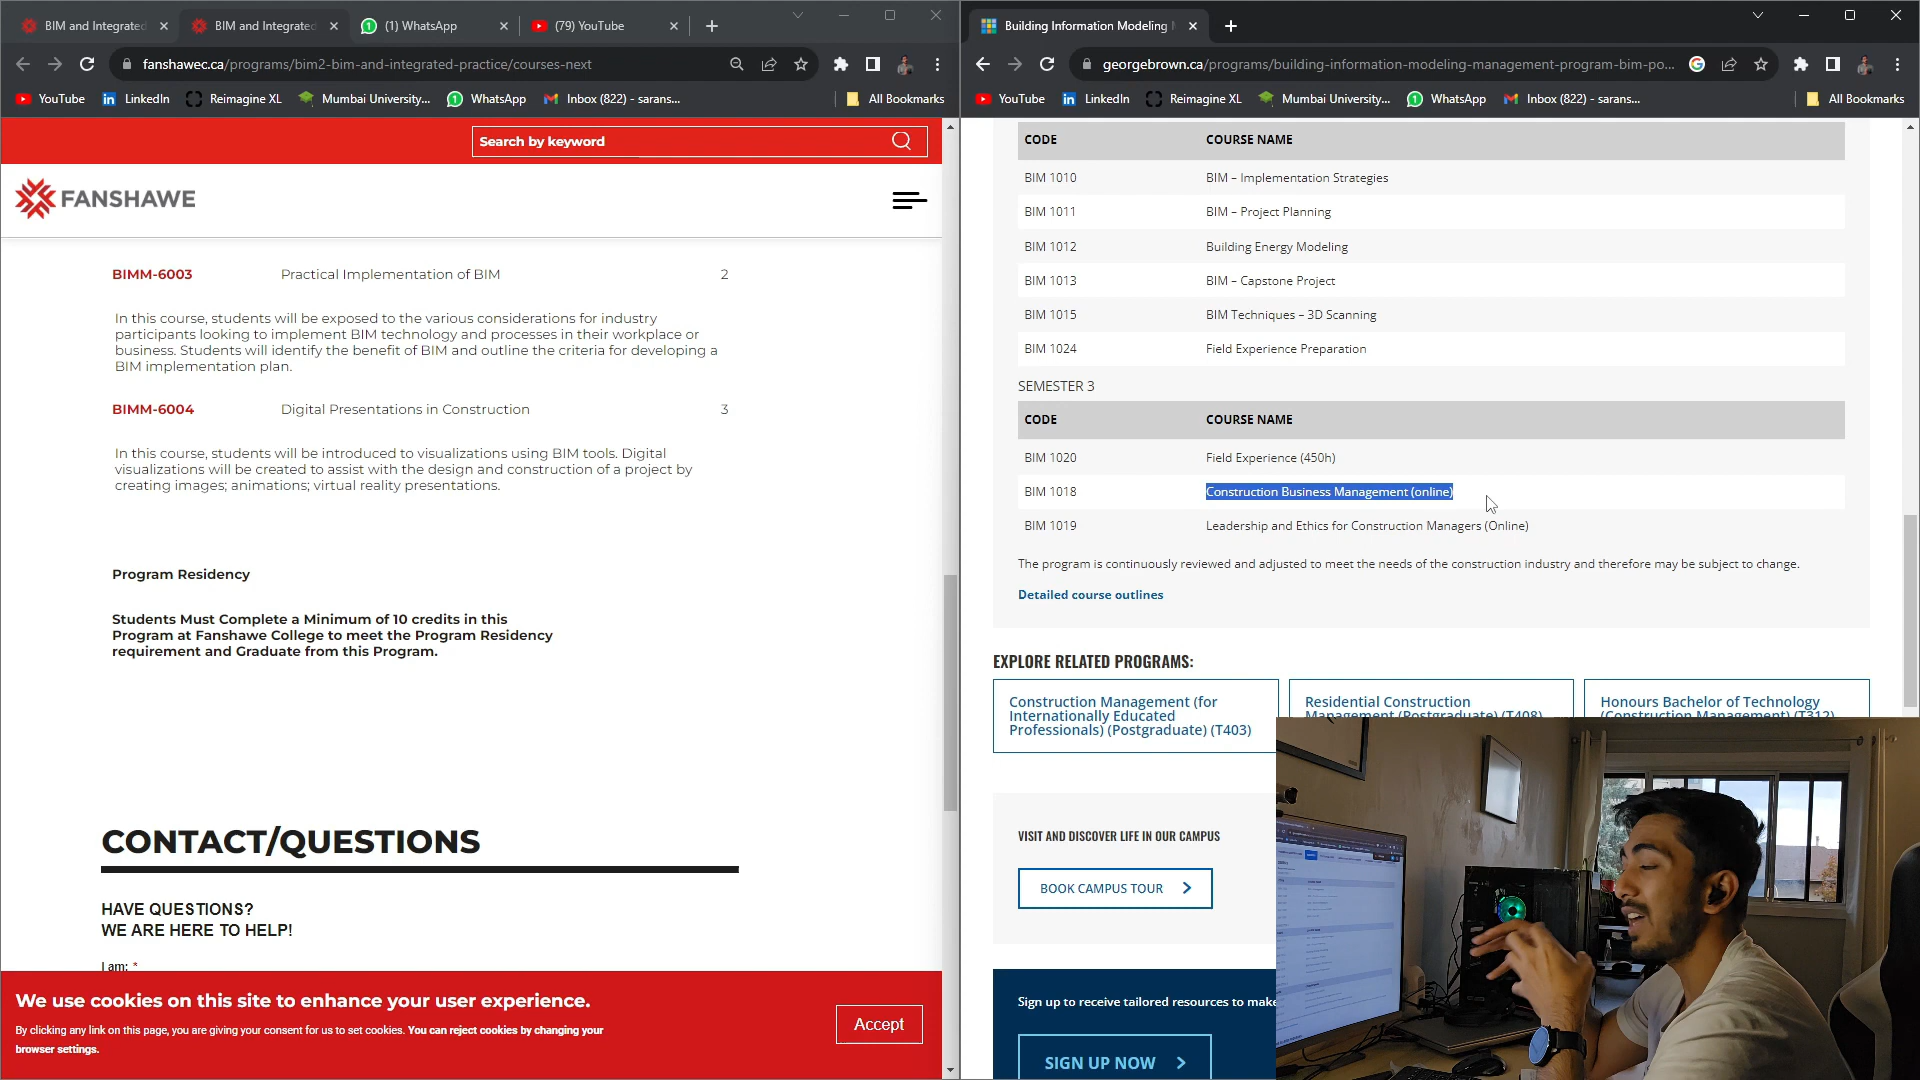 BIM and Integrated
BIM and Integrated
(1) WhatsApp
(79) YouTube
fanshawec.ca/programs/bim2-bim-and-integrated-practice/courses-next
YouTube
LinkedIn
Reimagine XL
Mumbai University...
WhatsApp
Inbox (822) - sarans...
All Bookmarks
Search by keyword
FANSHAWE
BIMM-6003 Practical Implementation of BIM 2
In this course, students will be exposed to the various considerations for industry
participants looking to implement BIM technology and processes in their workplace or
business. Students will identify the benefit of BIM and outline the criteria for developing a
BIM implementation plan.
BIMM-6004 Digital Presentations in Construction 3
In this course, students will be introduced to visualizations using BIM tools. Digital
visualizations will be created to assist with the design and construction of a project by
creating images; animations; virtual reality presentations.
Program Residency
Students Must Complete a Minimum of 10 credits in this
Program at Fanshawe College to meet the Program Residency
requirement and Graduate from this Program.
CONTACT/QUESTIONS
HAVE QUESTIONS?
WE ARE HERE TO HELP!
I am: *
We use cookies on this site to enhance your user experience.
By clicking any link on this page, you are giving your consent for us to set cookies. You can reject cookies by changing your
browser settings.
Accept
Building Information Modeling
georgebrown.ca/programs/building-information-modeling-management-program-bim-po...
YouTube
LinkedIn
Reimagine XL
Mumbai University...
WhatsApp
Inbox (822) - sarans...
All Bookmarks
CODE COURSE NAME
BIM 1010 BIM – Implementation Strategies
BIM 1011 BIM – Project Planning
BIM 1012 Building Energy Modeling
BIM 1013 BIM – Capstone Project
BIM 1015 BIM Techniques – 3D Scanning
BIM 1024 Field Experience Preparation
SEMESTER 3
CODE COURSE NAME
BIM 1020 Field Experience (450h)
BIM 1018 Construction Business Management (online)
BIM 1019 Leadership and Ethics for Construction Managers (Online)
The program is continuously reviewed and adjusted to meet the needs of the construction industry and therefore may be subject to change.
Detailed course outlines
EXPLORE RELATED PROGRAMS:
Construction Management (for
Internationally Educated
Professionals) (Postgraduate) (T403)
Residential Construction
Management (Postgraduate) (T408)
Honours Bachelor of Technology
(Construction Management) (T312)
VISIT AND DISCOVER LIFE IN OUR CAMPUS
BOOK CAMPUS TOUR
Sign up to receive tailored resources to make
SIGN UP NOW